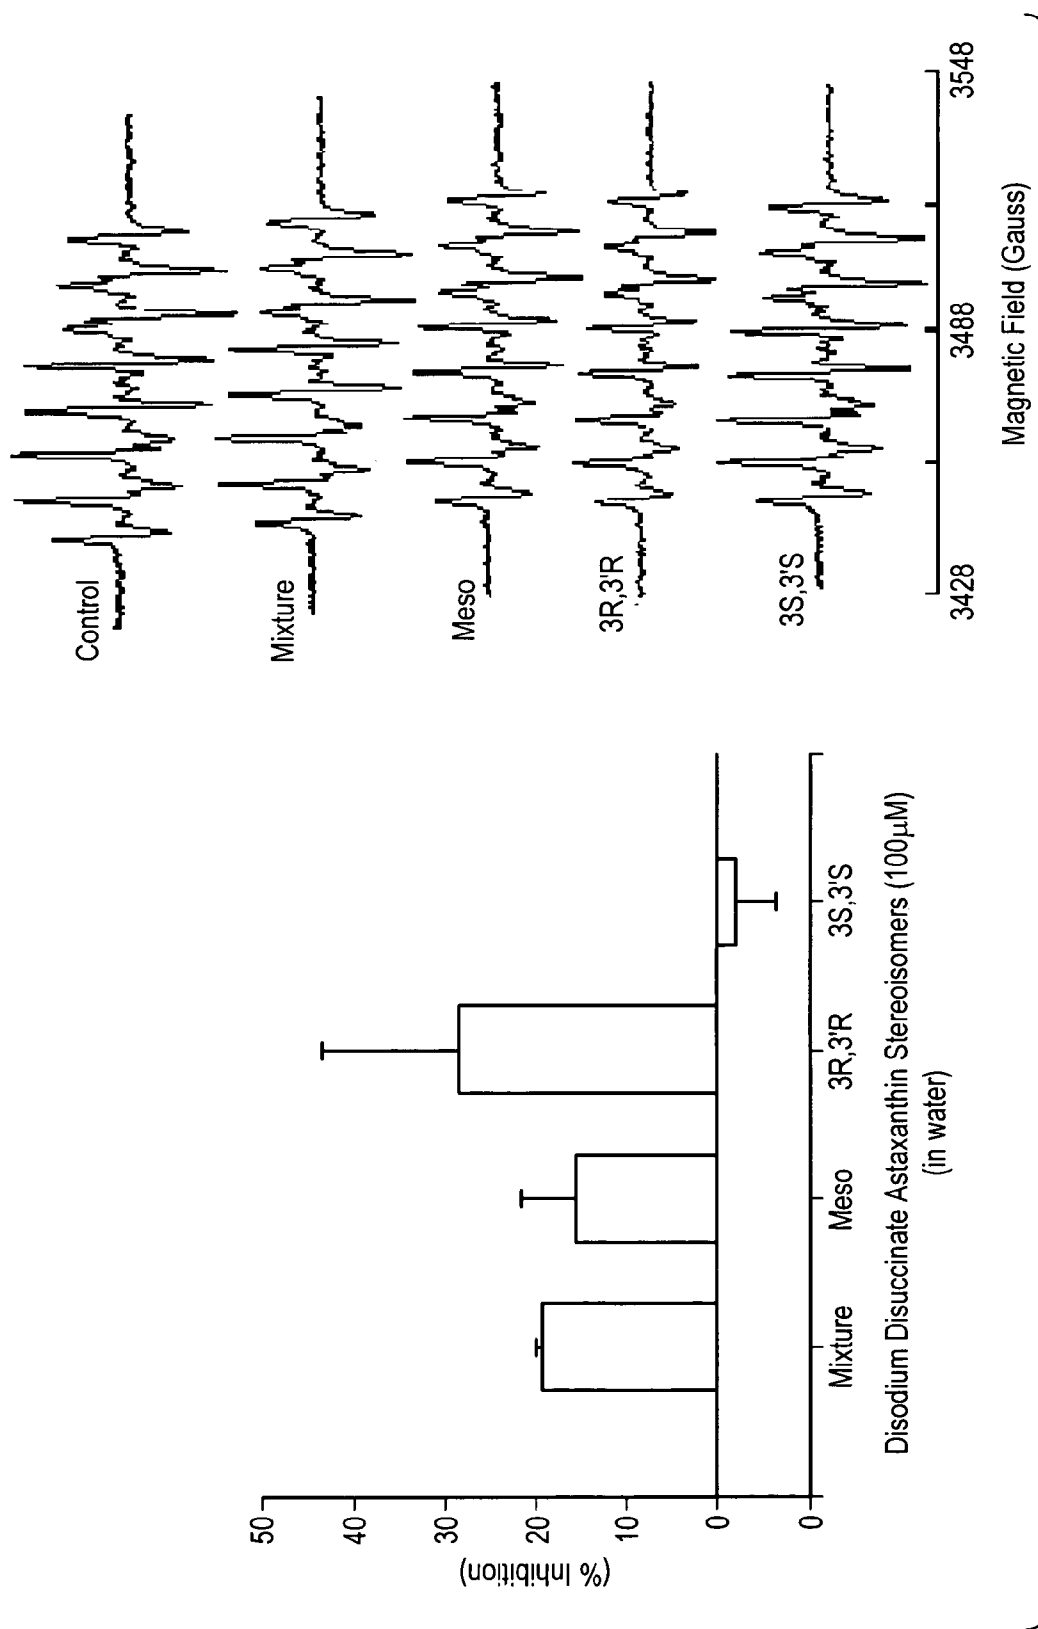 50
40
30
20
10
0
0
(% Inhibition)
Mixture
Meso
3R,3'R
3S,3'S
Disodium Disuccinate Astaxanthin Stereoisomers (100µM)
(in water)
Control
Mixture
Meso
3R,3'R
3S,3'S
3428
3488
3548
Magnetic Field (Gauss)